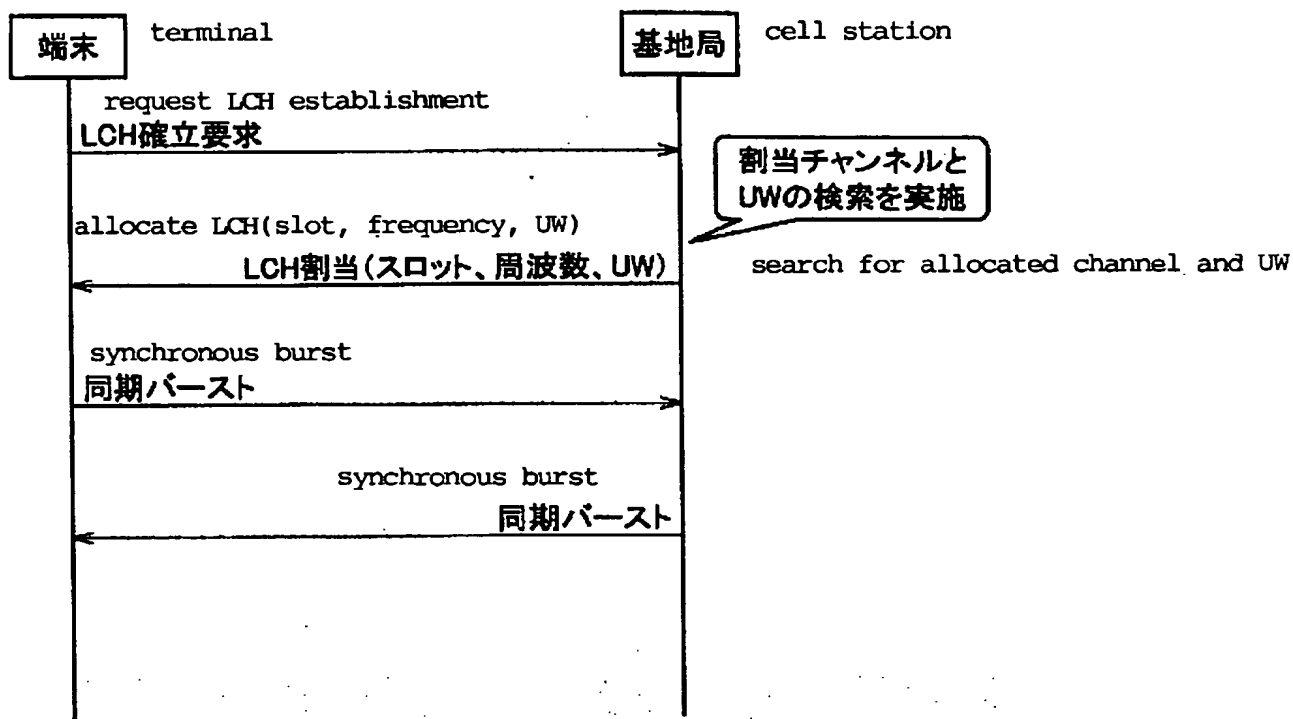 端末
terminal
基地局
cell station
request LCH establishment
LCH確立要求
割当チャンネルと
UWの検索を実施
allocate LCH(slot, frequency, UW)
LCH割当(スロット、周波数、UW)
search for allocated channel and UW
synchronous burst
同期バースト
synchronous burst
同期バースト